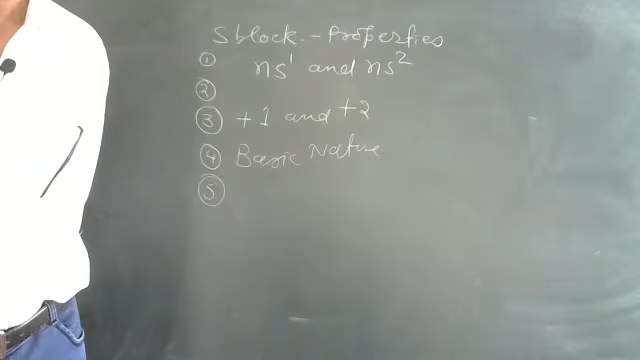 S block - Properties
① ns¹ and ns²
②
③ +1 and +2
④ Basic Nature
⑤